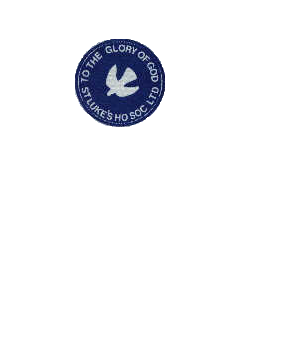 TO THE GLORY OF GOD
ST LUKE'S HO SOC LTD